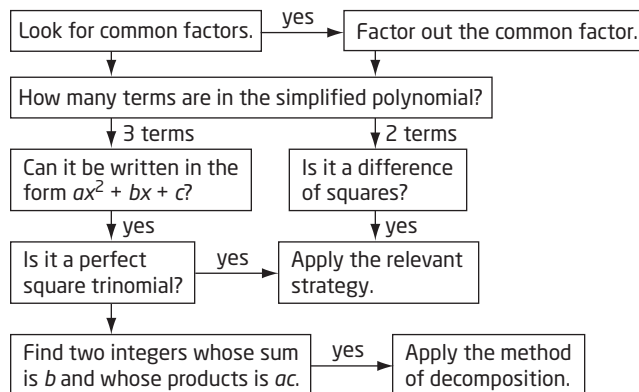 Look for common factors.
yes
Factor out the common factor.
How many terms are in the simplified polynomial?
3 terms
2 terms
Can it be written in the
form ax² + bx + c?
Is it a difference
of squares?
yes
yes
Is it a perfect
square trinomial?
yes
Apply the relevant
strategy.
Find two integers whose sum
is b and whose products is ac.
yes
Apply the method
of decomposition.